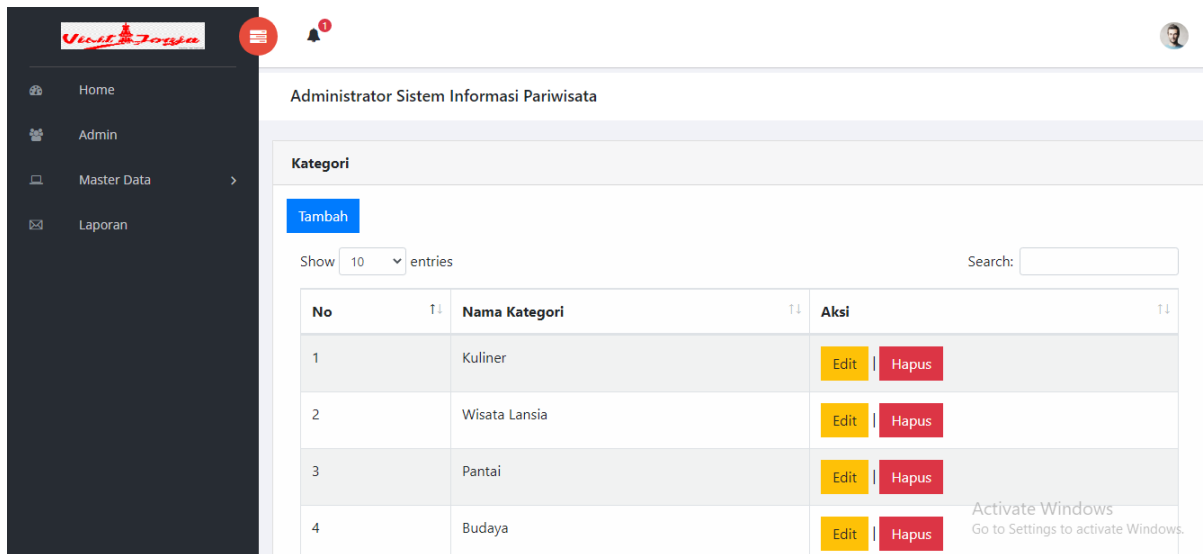 Visit Jogja
1
Home
Administrator Sistem Informasi Pariwisata
Admin
Master Data
Laporan
Kategori
Tambah
Show 10 entries
Search:
No Nama Kategori Aksi
1 Kuliner Edit | Hapus
2 Wisata Lansia Edit | Hapus
3 Pantai Edit | Hapus
4 Budaya Edit | Hapus
Activate Windows
Go to Settings to activate Windows.